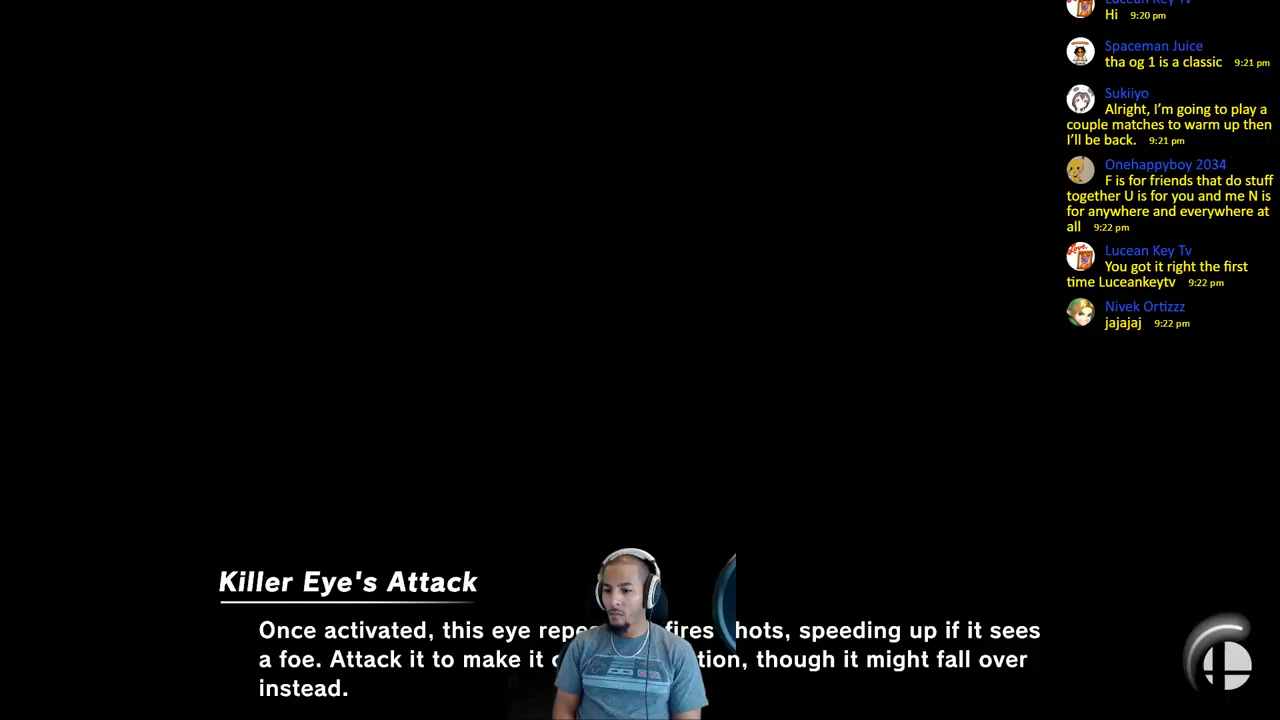 Lucean Key Tv
Hi 9:20 pm
Spaceman Juice
tha og 1 is a classic 9:21 pm
Sukiiyo
Alright, I'm going to play a
couple matches to warm up then
I'll be back. 9:21 pm
Onehappyboy 2034
F is for friends that do stuff
together U is for you and me N is
for anywhere and everywhere at
all 9:22 pm
Lucean Key Tv
You got it right the first
time Luceankeytv 9:22 pm
Nivek Ortizzz
jajajaj 9:22 pm
Killer Eye's Attack
Once activated, this eye fires shots, speeding up if it sees
a foe. Attack it to make it though it might fall over
instead.